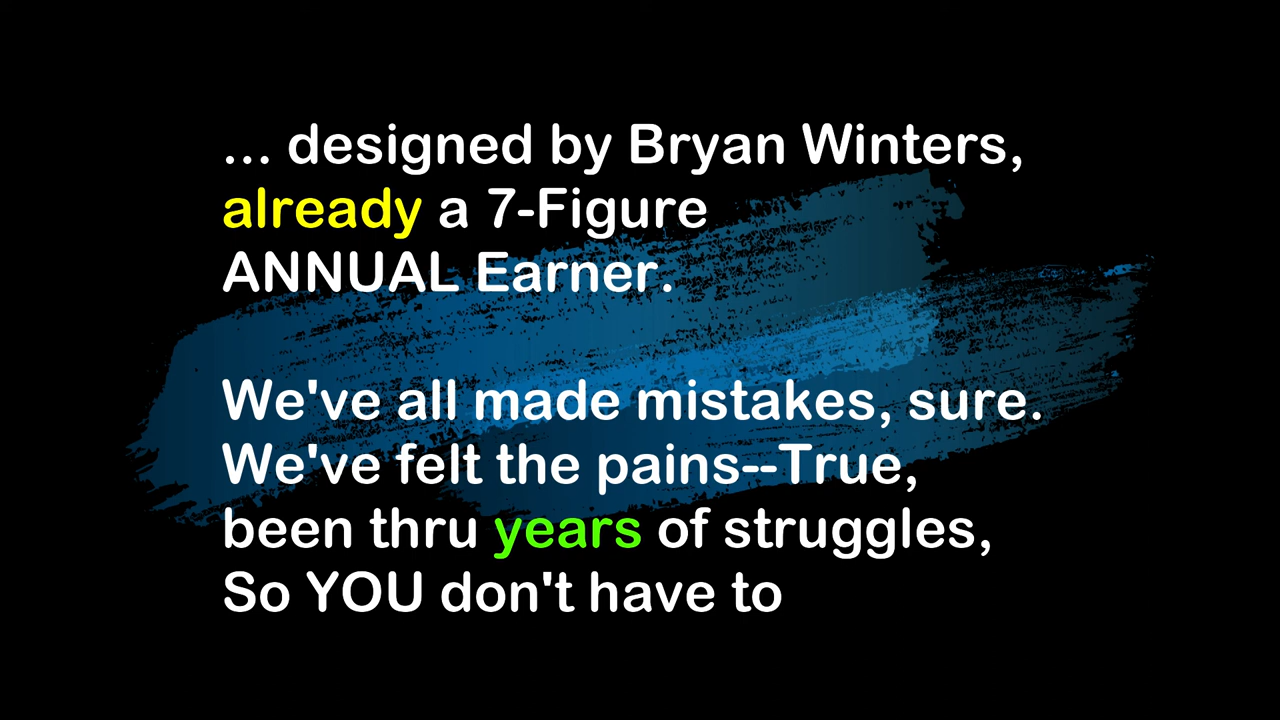 ... designed by Bryan Winters,
already a 7-Figure
ANNUAL Earner.
We've all made mistakes, sure.
We've felt the pains--True,
been thru years of struggles,
So YOU don't have to